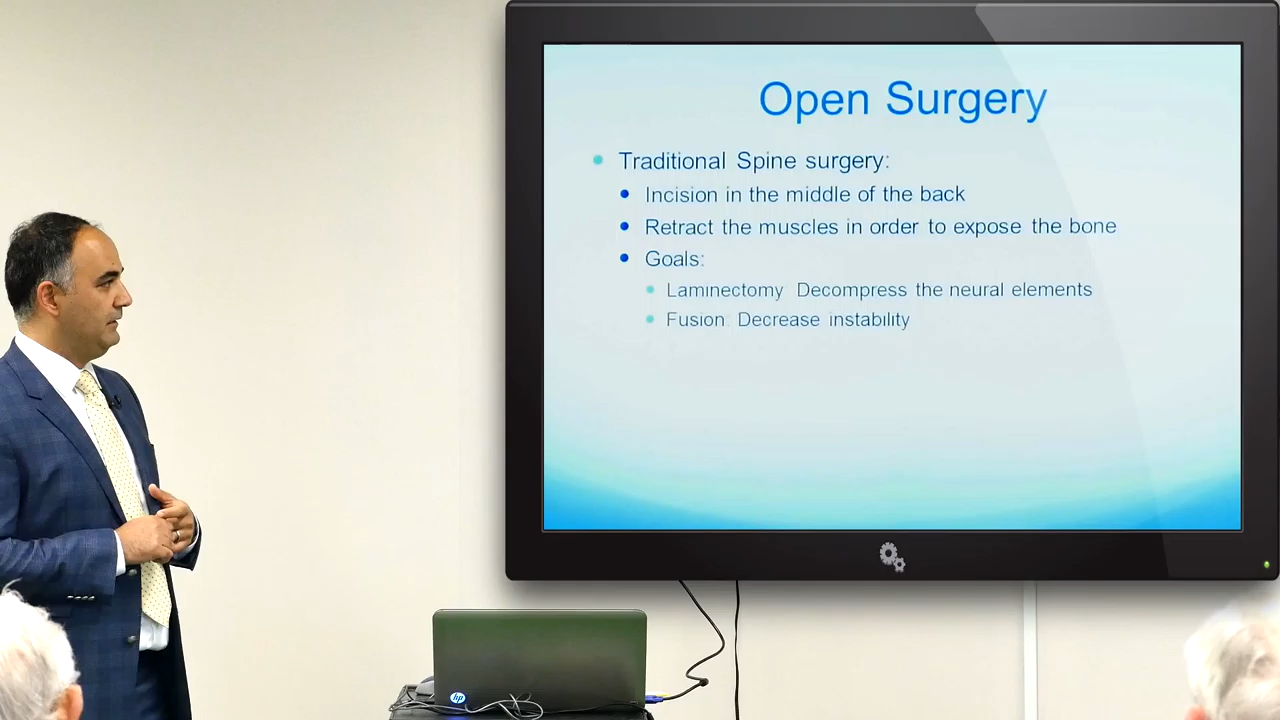 Open Surgery
Traditional Spine surgery:
Incision in the middle of the back
Retract the muscles in order to expose the bone
Goals:
Laminectomy Decompress the neural elements
Fusion: Decrease instability
hp